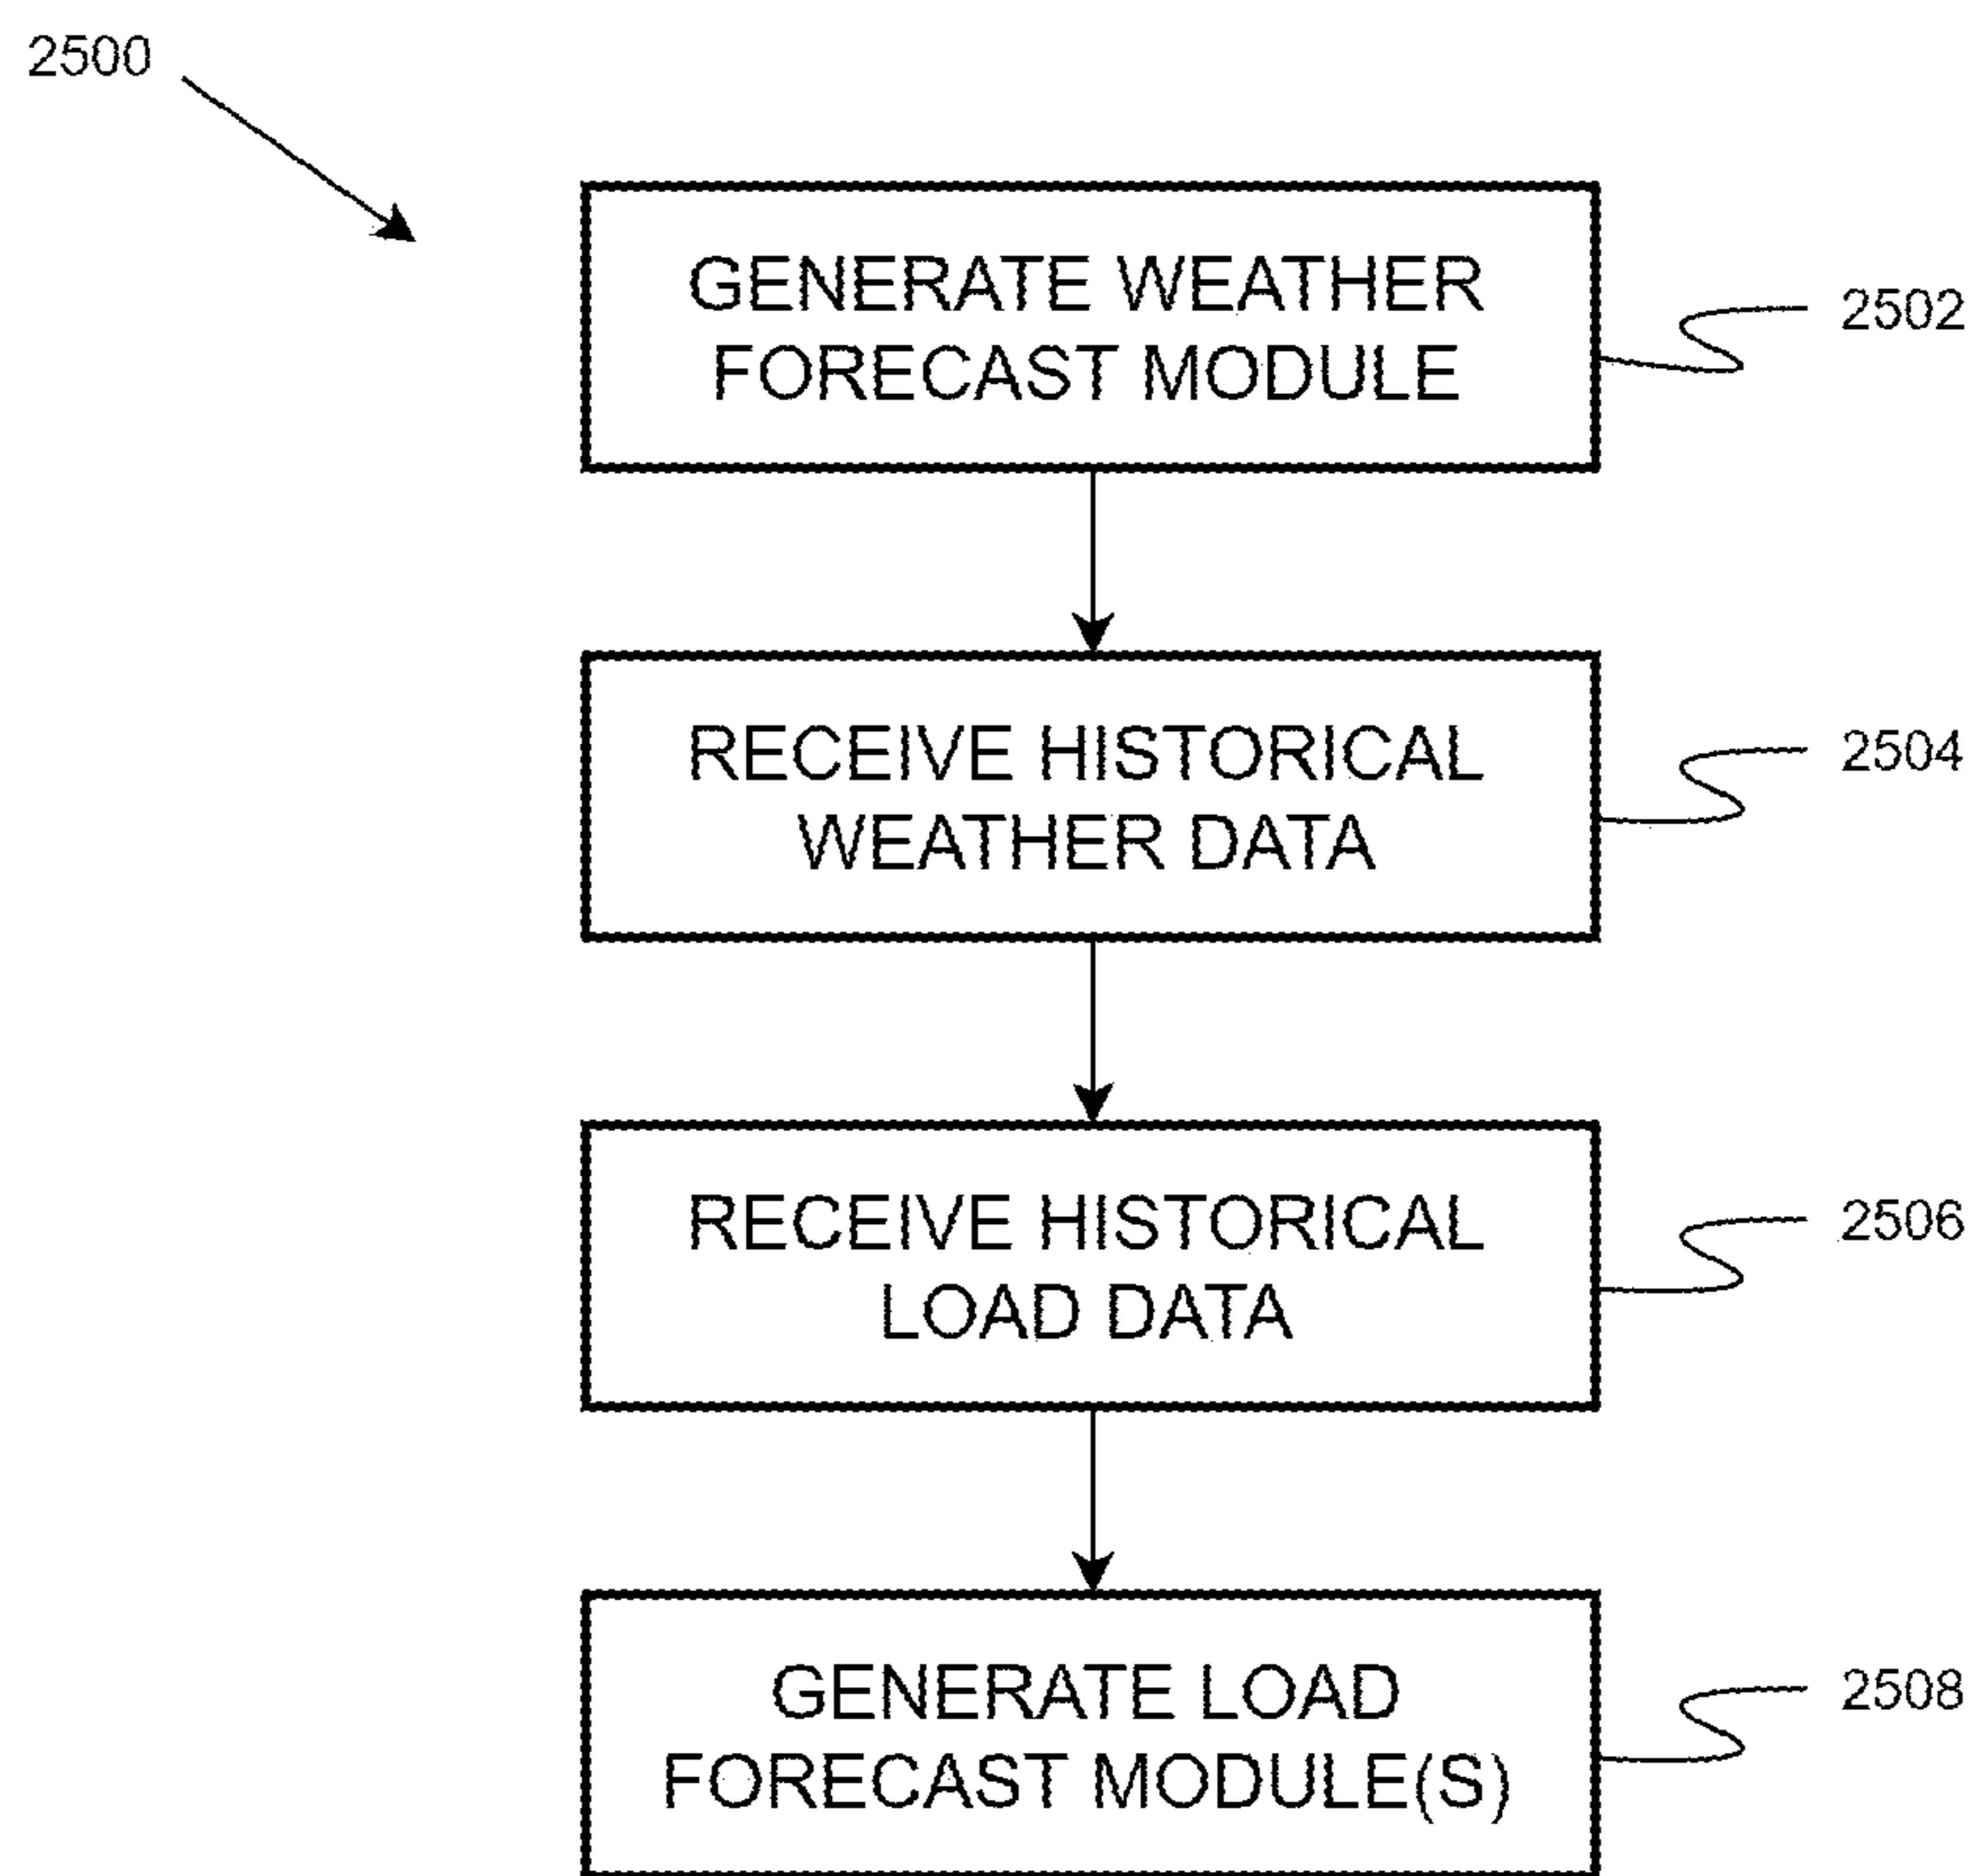 2500
GENERATE WEATHER
FORECAST MODULE
2502
RECEIVE HISTORICAL
WEATHER DATA
2504
RECEIVE HISTORICAL
LOAD DATA
2506
GENERATE LOAD
FORECAST MODULE(S)
2508